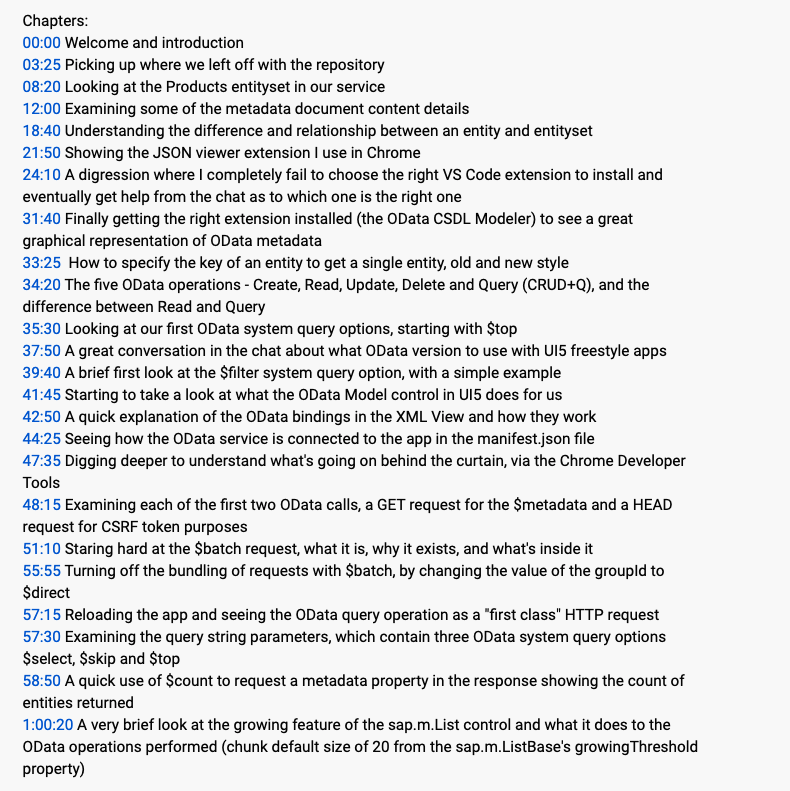 Chapters:
00:00 Welcome and introduction
03:25 Picking up where we left off with the repository
08:20 Looking at the Products entityset in our service
12:00 Examining some of the metadata document content details
18:40 Understanding the difference and relationship between an entity and entityset
21:50 Showing the JSON viewer extension I use in Chrome
24:10 A digression where I completely fail to choose the right VS Code extension to install and
eventually get help from the chat as to which one is the right one
31:40 Finally getting the right extension installed (the OData CSDL Modeler) to see a great
graphical representation of OData metadata
33:25  How to specify the key of an entity to get a single entity, old and new style
34:20 The five OData operations - Create, Read, Update, Delete and Query (CRUD+Q), and the
difference between Read and Query
35:30 Looking at our first OData system query options, starting with $top
37:50 A great conversation in the chat about what OData version to use with UI5 freestyle apps
39:40 A brief first look at the $filter system query option, with a simple example
41:45 Starting to take a look at what the OData Model control in UI5 does for us
42:50 A quick explanation of the OData bindings in the XML View and how they work
44:25 Seeing how the OData service is connected to the app in the manifest.json file
47:35 Digging deeper to understand what's going on behind the curtain, via the Chrome Developer
Tools
48:15 Examining each of the first two OData calls, a GET request for the $metadata and a HEAD
request for CSRF token purposes
51:10 Staring hard at the $batch request, what it is, why it exists, and what's inside it
55:55 Turning off the bundling of requests with $batch, by changing the value of the groupId to
$direct
57:15 Reloading the app and seeing the OData query operation as a "first class" HTTP request
57:30 Examining the query string parameters, which contain three OData system query options
$select, $skip and $top
58:50 A quick use of $count to request a metadata property in the response showing the count of
entities returned
1:00:20 A very brief look at the growing feature of the sap.m.List control and what it does to the
OData operations performed (chunk default size of 20 from the sap.m.ListBase's growingThreshold
property)